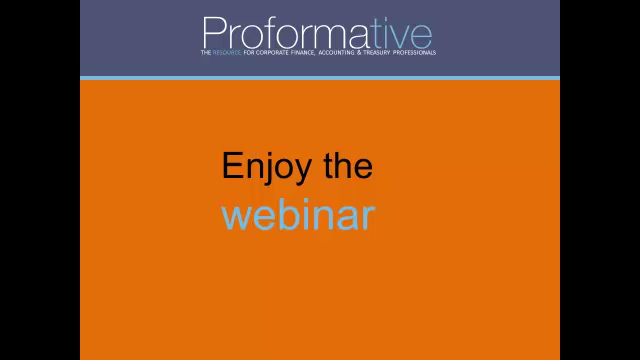 Proformative
THE RESOURCE FOR CORPORATE FINANCE, ACCOUNTING & TREASURY PROFESSIONALS
Enjoy the
webinar